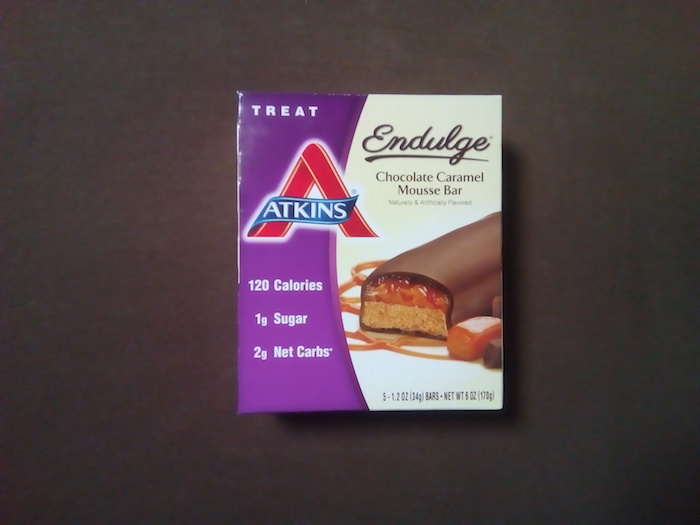 TREAT
Endulge®
Chocolate Caramel
Mousse Bar
Naturally & Artificially Flavored
ATKINS®
120 Calories
1g Sugar
2g Net Carbs*
5 - 1.2 OZ (34g) BARS • NET WT 6 OZ (170g)